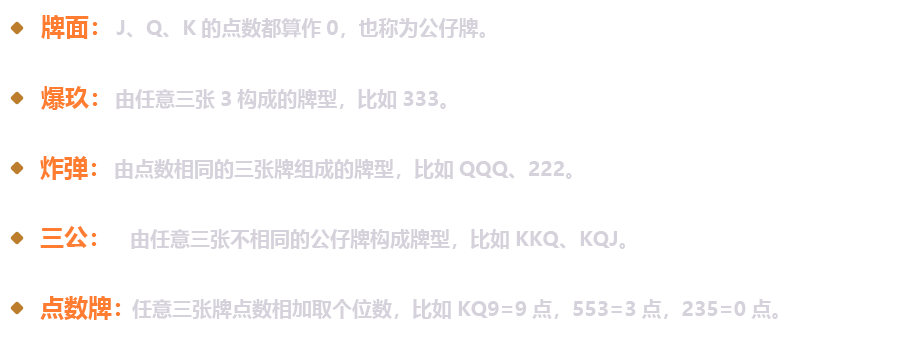 牌面：J、Q、K 的点数都算作 0，也称为公仔牌。
爆玖：由任意三张 3 构成的牌型，比如 333。
炸弹：由点数相同的三张牌组成的牌型，比如 QQQ、222。
三公：由任意三张不相同的公仔牌构成牌型，比如 KKQ、KQJ。
点数牌：任意三张牌点数相加取个位数，比如 KQ9=9 点，553=3 点，235=0 点。